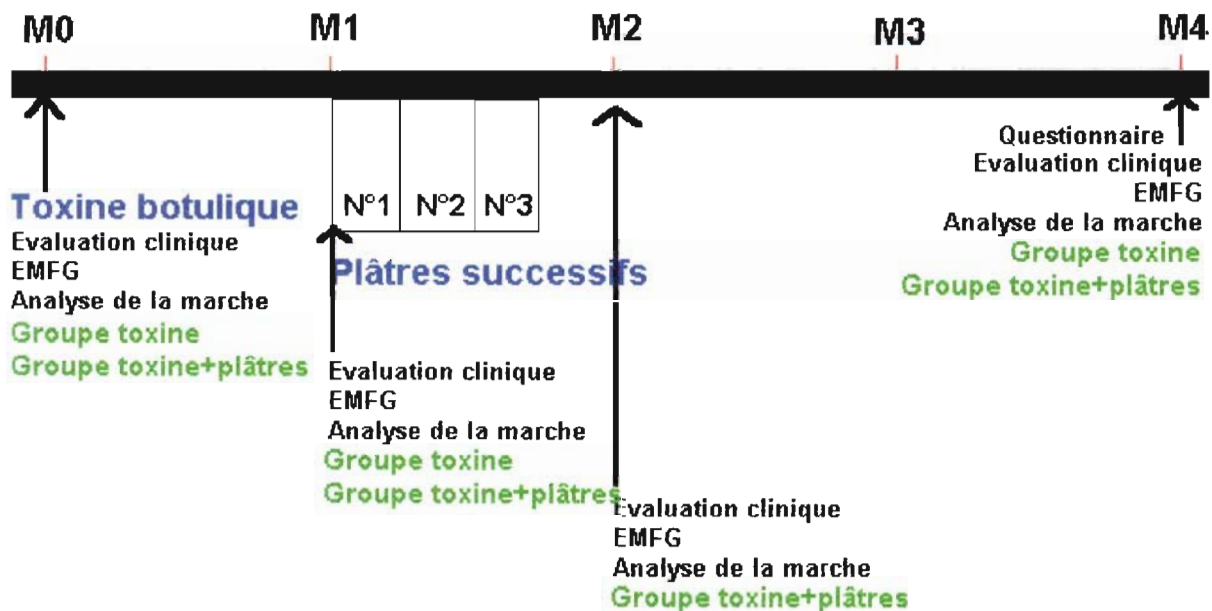 M0 M1 M2 M3 M4
Toxine botulique
Evaluation clinique
EMFG
Analyse de la marche
Groupe toxine
Groupe toxine+plâtres
N°1 N°2 N°3
Plâtres successifs
Evaluation clinique
EMFG
Analyse de la marche
Groupe toxine
Groupe toxine+plâtres
Evaluation clinique
EMFG
Analyse de la marche
Groupe toxine+plâtres
Questionnaire
Evaluation clinique
EMFG
Analyse de la marche
Groupe toxine
Groupe toxine+plâtres